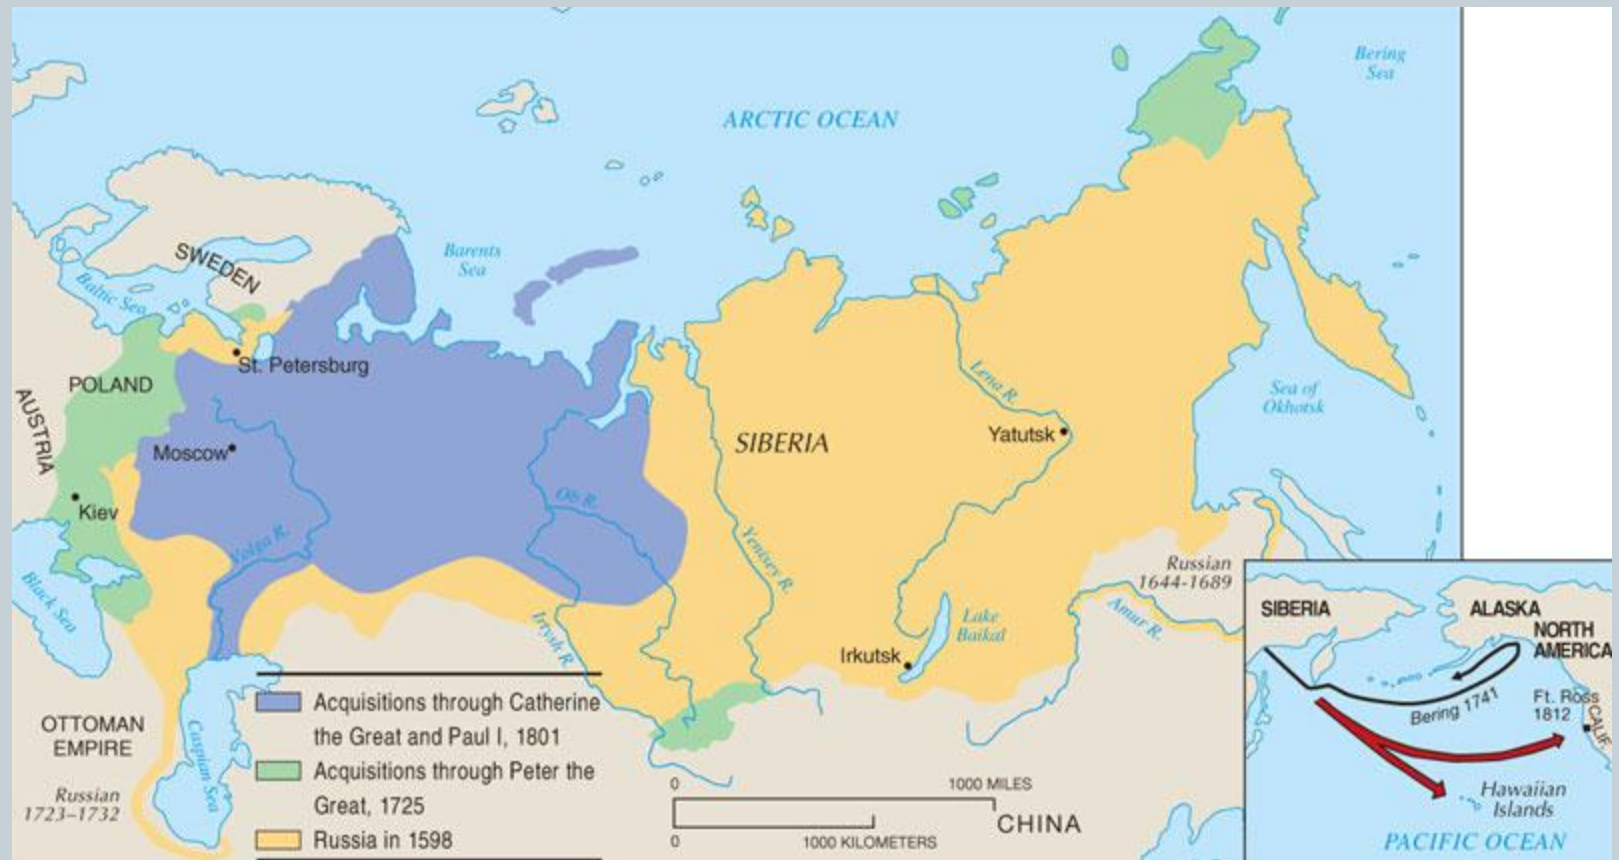 Bering
Sea
ARCTIC OCEAN
Barents
Sea
SWEDEN
Baltic Sea
St. Petersburg
POLAND
AUSTRIA
Lena R.
Sea of
Okhotsk
Moscow
SIBERIA
Yatutsk
Kiev
Ob R.
Volga R.
Yenisey R.
Russian
1644-1689
Black Sea
Irtysh R.
Lake
Baikal
Amur R.
Irkutsk
SIBERIA
ALASKA
NORTH
AMERICA
Bering 1741
Ft. Ross
1812
CALIF.
Hawaiian
Islands
PACIFIC OCEAN
OTTOMAN
EMPIRE
Caspian Sea
Russian
1723–1732
Acquisitions through Catherine
the Great and Paul I, 1801
Acquisitions through Peter the
Great, 1725
Russia in 1598
0
1000 MILES
0
1000 KILOMETERS
CHINA